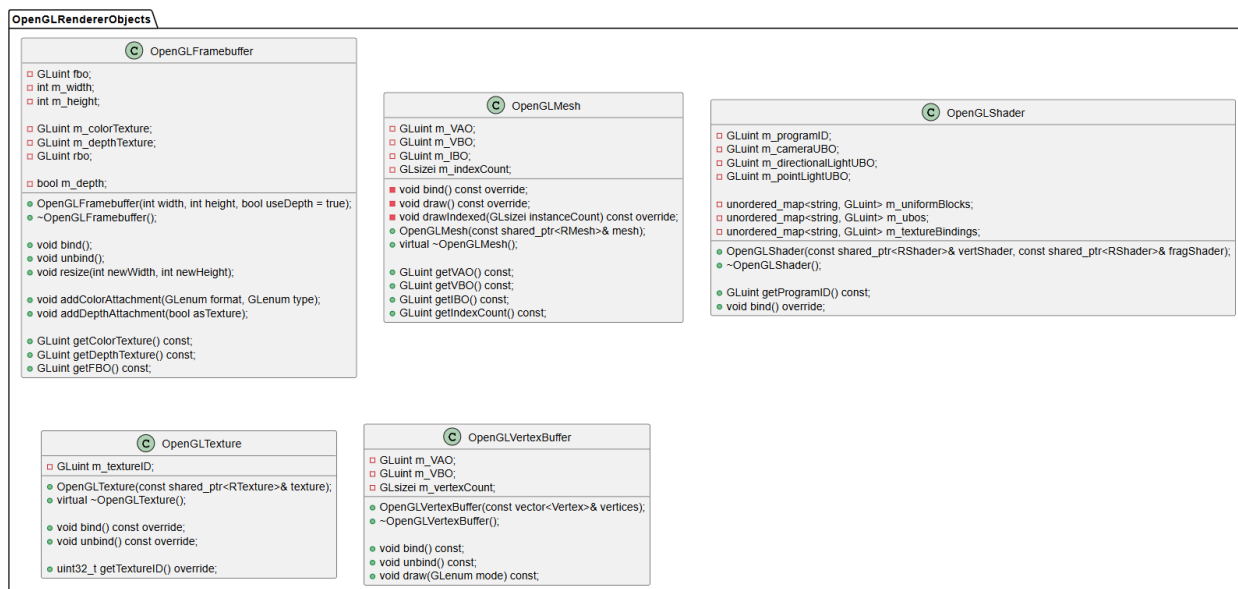 OpenGLRendererObjects
C OpenGLFramebuffer
GLuint fbo;
int m_width;
int m_height;
GLuint m_colorTexture;
GLuint m_depthTexture;
GLuint rbo;
bool m_depth;
OpenGLFramebuffer(int width, int height, bool useDepth = true);
~OpenGLFramebuffer();
void bind();
void unbind();
void resize(int newWidth, int newHeight);
void addColorAttachment(GLenum format, GLenum type);
void addDepthAttachment(bool asTexture);
GLuint getColorTexture() const;
GLuint getDepthTexture() const;
GLuint getFBO() const;
C OpenGLMesh
GLuint m_VAO;
GLuint m_VBO;
GLuint m_IBO;
GLsizei m_indexCount;
void bind() const override;
void draw() const override;
void drawIndexed(GLsizei instanceCount) const override;
OpenGLMesh(const shared_ptr<RMesh>& mesh);
virtual ~OpenGLMesh();
GLuint getVAO() const;
GLuint getVBO() const;
GLuint getIBO() const;
GLuint getIndexCount() const;
C OpenGLShader
GLuint m_programID;
GLuint m_cameraUBO;
GLuint m_directionalLightUBO;
GLuint m_pointLightUBO;
unordered_map<string, GLuint> m_uniformBlocks;
unordered_map<string, GLuint> m_ubos;
unordered_map<string, GLuint> m_textureBindings;
OpenGLShader(const shared_ptr<RShader>& vertShader, const shared_ptr<RShader>& fragShader);
~OpenGLShader();
GLuint getProgramID() const;
void bind() override;
C OpenGLTexture
GLuint m_textureID;
OpenGLTexture(const shared_ptr<RTexture>& texture);
virtual ~OpenGLTexture();
void bind() const override;
void unbind() const override;
uint32_t getTextureID() override;
C OpenGLVertexBuffer
GLuint m_VAO;
GLuint m_VBO;
GLsizei m_vertexCount;
OpenGLVertexBuffer(const vector<Vertex>& vertices);
~OpenGLVertexBuffer();
void bind() const;
void unbind() const;
void draw(GLenum mode) const;